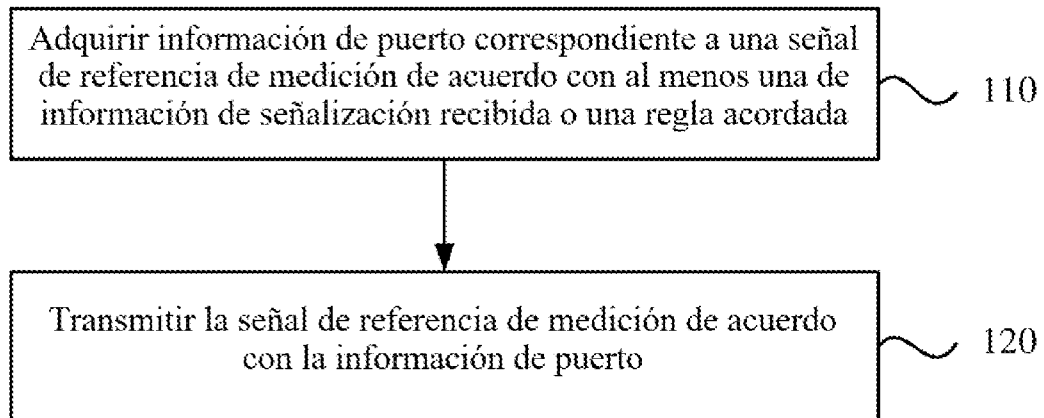 Adquirir información de puerto correspondiente a una señal
de referencia de medición de acuerdo con al menos una de
información de señalización recibida o una regla acordada
110
Transmitir la señal de referencia de medición de acuerdo
con la información de puerto
120